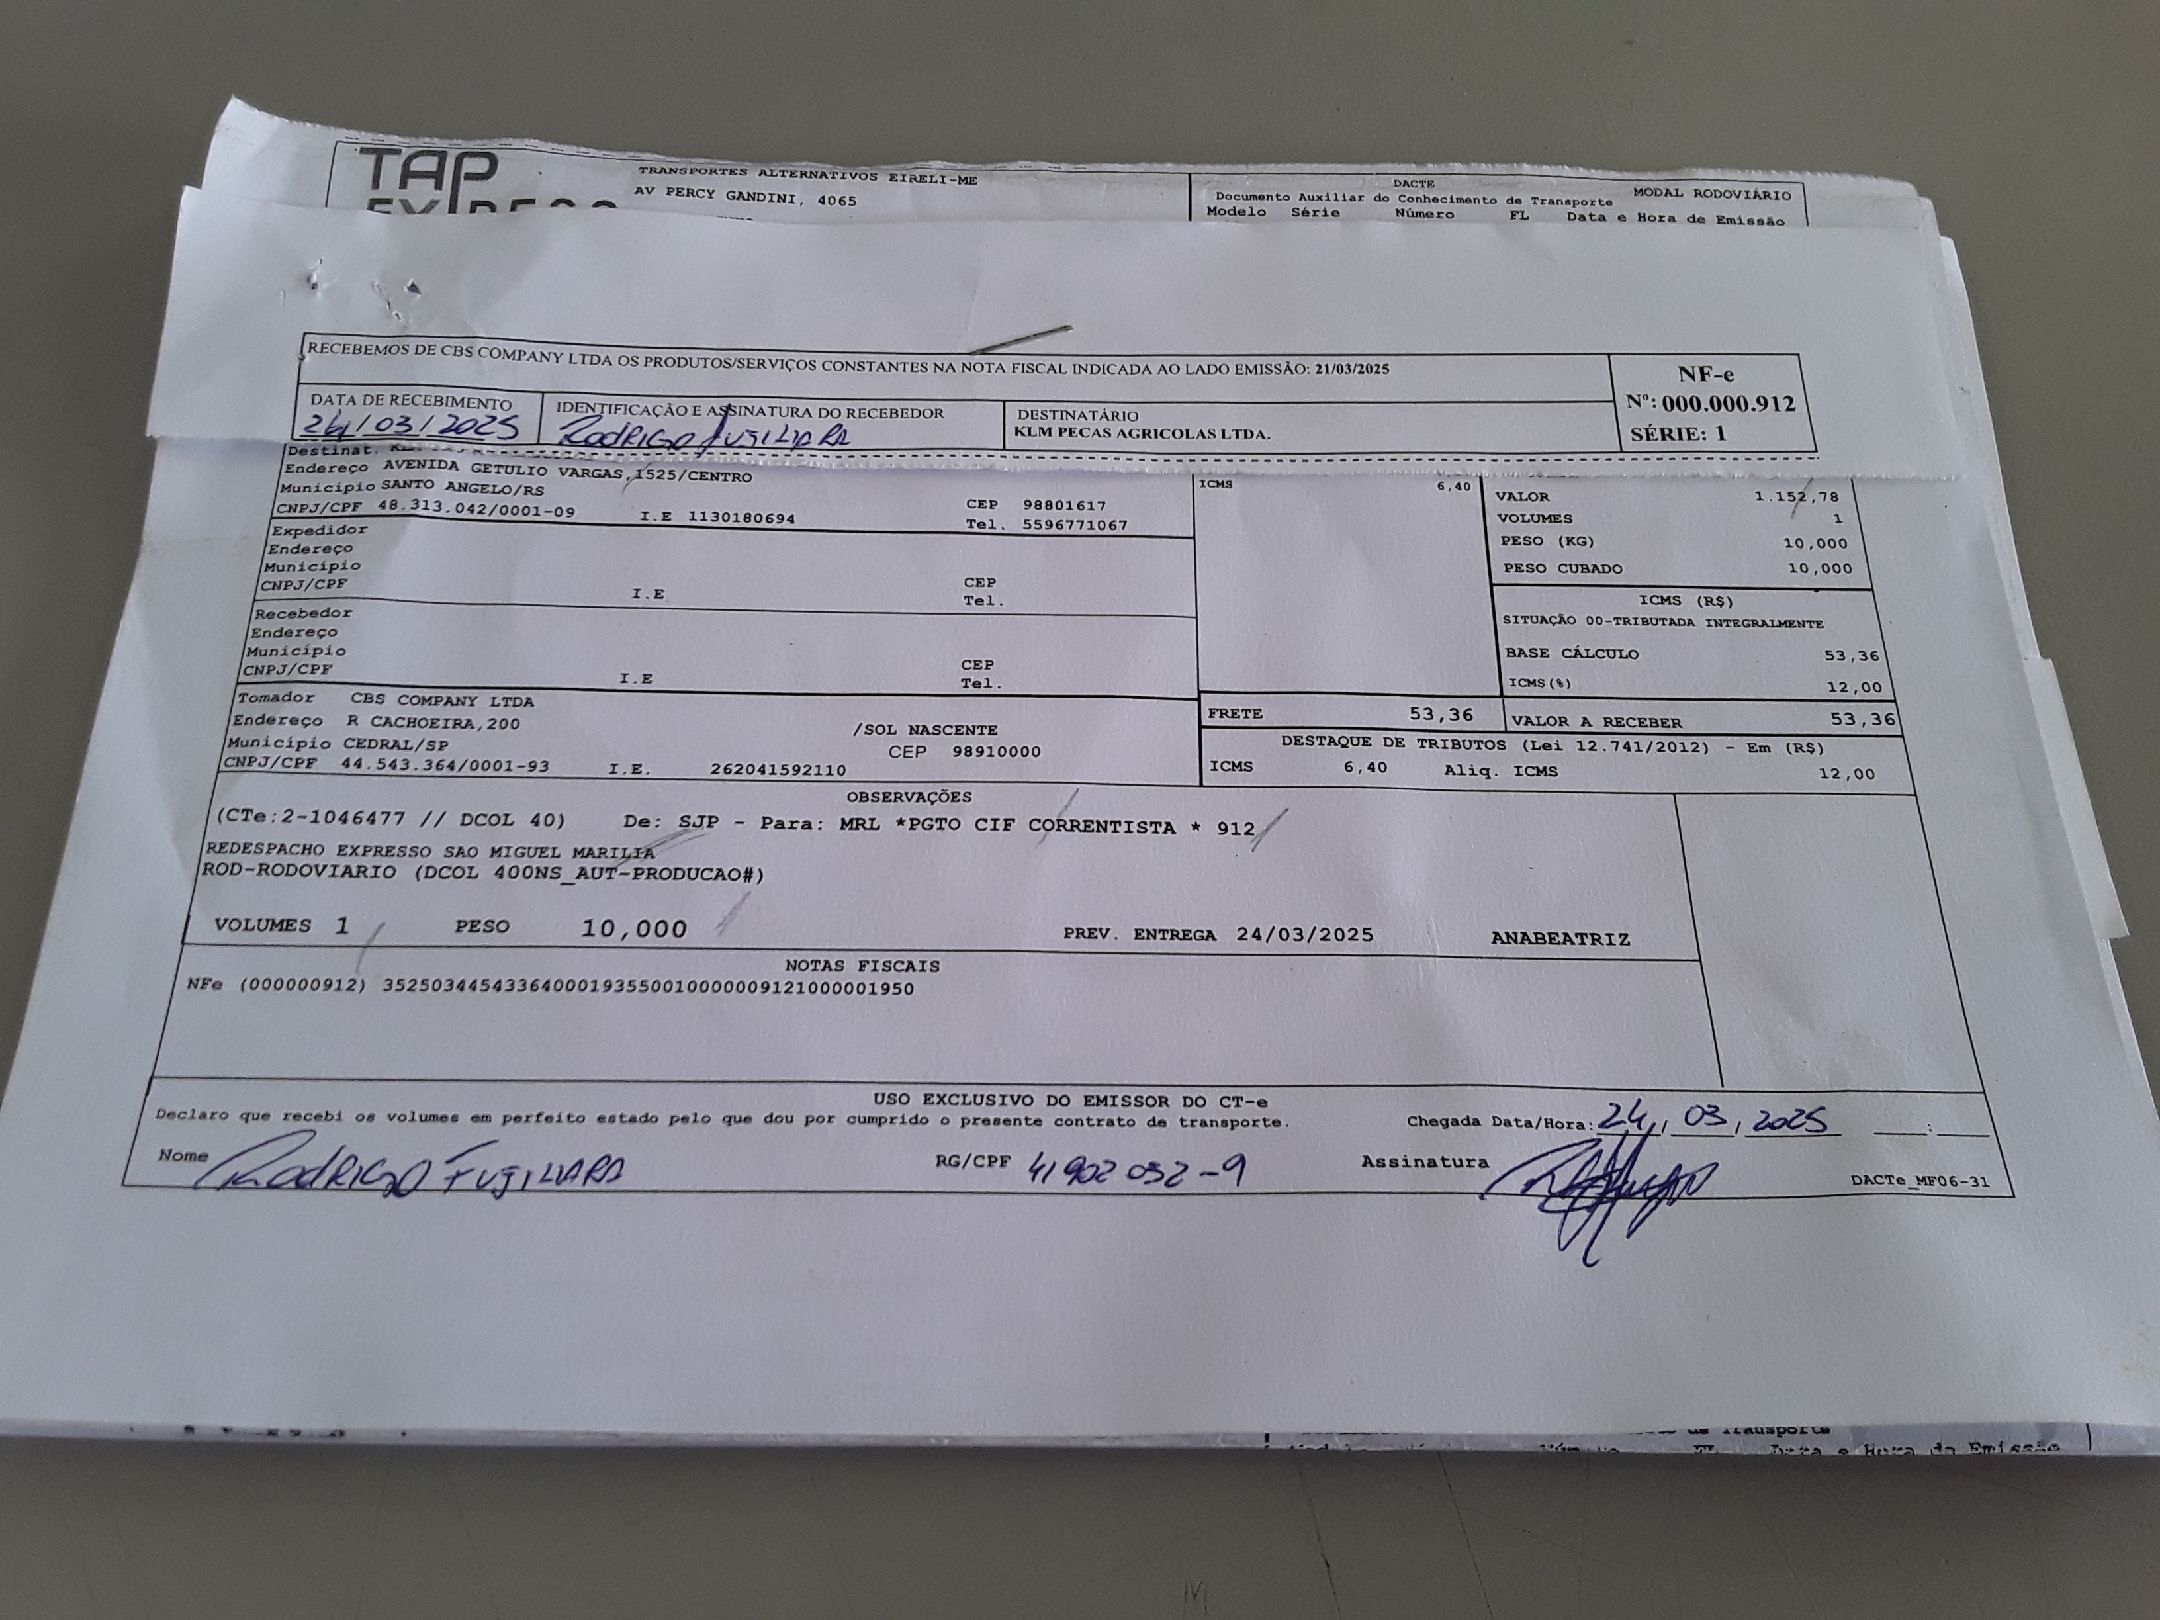 TAP
TRANSPORTES ALTERNATIVOS EIRELI-ME
AV PERCY GANDINI, 4065
DACTE
Documento Auxiliar do Conhecimento de Transporte
MODAL RODOVIÁRIO
Modelo Série Número FL Data e Hora de Emissão
RECEBEMOS DE CBS COMPANY LTDA OS PRODUTOS/SERVIÇOS CONSTANTES NA NOTA FISCAL INDICADA AO LADO EMISSÃO: 21/03/2025
NF-e
Nº: 000.000.912
SÉRIE: 1
DATA DE RECEBIMENTO
24/03/2025
IDENTIFICAÇÃO E ASSINATURA DO RECEBEDOR
Rodrigo Fugihara
DESTINATÁRIO
KLM PECAS AGRICOLAS LTDA.
Destinat.
Endereço AVENIDA GETULIO VARGAS,1525/CENTRO
Município SANTO ANGELO/RS
CEP 98801617
CNPJ/CPF 48.313.042/0001-09 I.E 1130180694 Tel. 5596771067
Expedidor
Endereço
Município
CEP
CNPJ/CPF I.E Tel.
Recebedor
Endereço
Município
CEP
CNPJ/CPF I.E Tel.
Tomador CBS COMPANY LTDA
Endereço R CACHOEIRA,200 /SOL NASCENTE
Município CEDRAL/SP CEP 98910000
CNPJ/CPF 44.543.364/0001-93 I.E. 262041592110
ICMS 6,40
VALOR 1.152,78
VOLUMES 1
PESO (KG) 10,000
PESO CUBADO 10,000
ICMS (R$)
SITUAÇÃO 00-TRIBUTADA INTEGRALMENTE
BASE CÁLCULO 53,36
ICMS(%) 12,00
FRETE 53,36 VALOR A RECEBER 53,36
DESTAQUE DE TRIBUTOS (Lei 12.741/2012) - Em (R$)
ICMS 6,40 Aliq. ICMS 12,00
OBSERVAÇÕES
(CTe:2-1046477 // DCOL 40) De: SJP - Para: MRL *PGTO CIF CORRENTISTA * 912
REDESPACHO EXPRESSO SAO MIGUEL MARILIA
ROD-RODOVIARIO (DCOL 400NS_AUT-PRODUCAO#)
VOLUMES 1 PESO 10,000 PREV. ENTREGA 24/03/2025 ANABEATRIZ
NOTAS FISCAIS
NFe (000000912) 35250344543364000193550010000009121000001950
USO EXCLUSIVO DO EMISSOR DO CT-e
Declaro que recebi os volumes em perfeito estado pelo que dou por cumprido o presente contrato de transporte.
Chegada Data/Hora: 24/03/2025 :
Nome Rodrigo Fugihara RG/CPF 41902 032-9 Assinatura
DACTe_MF06-31
de Transporte
FL Data e Hora de Emissão